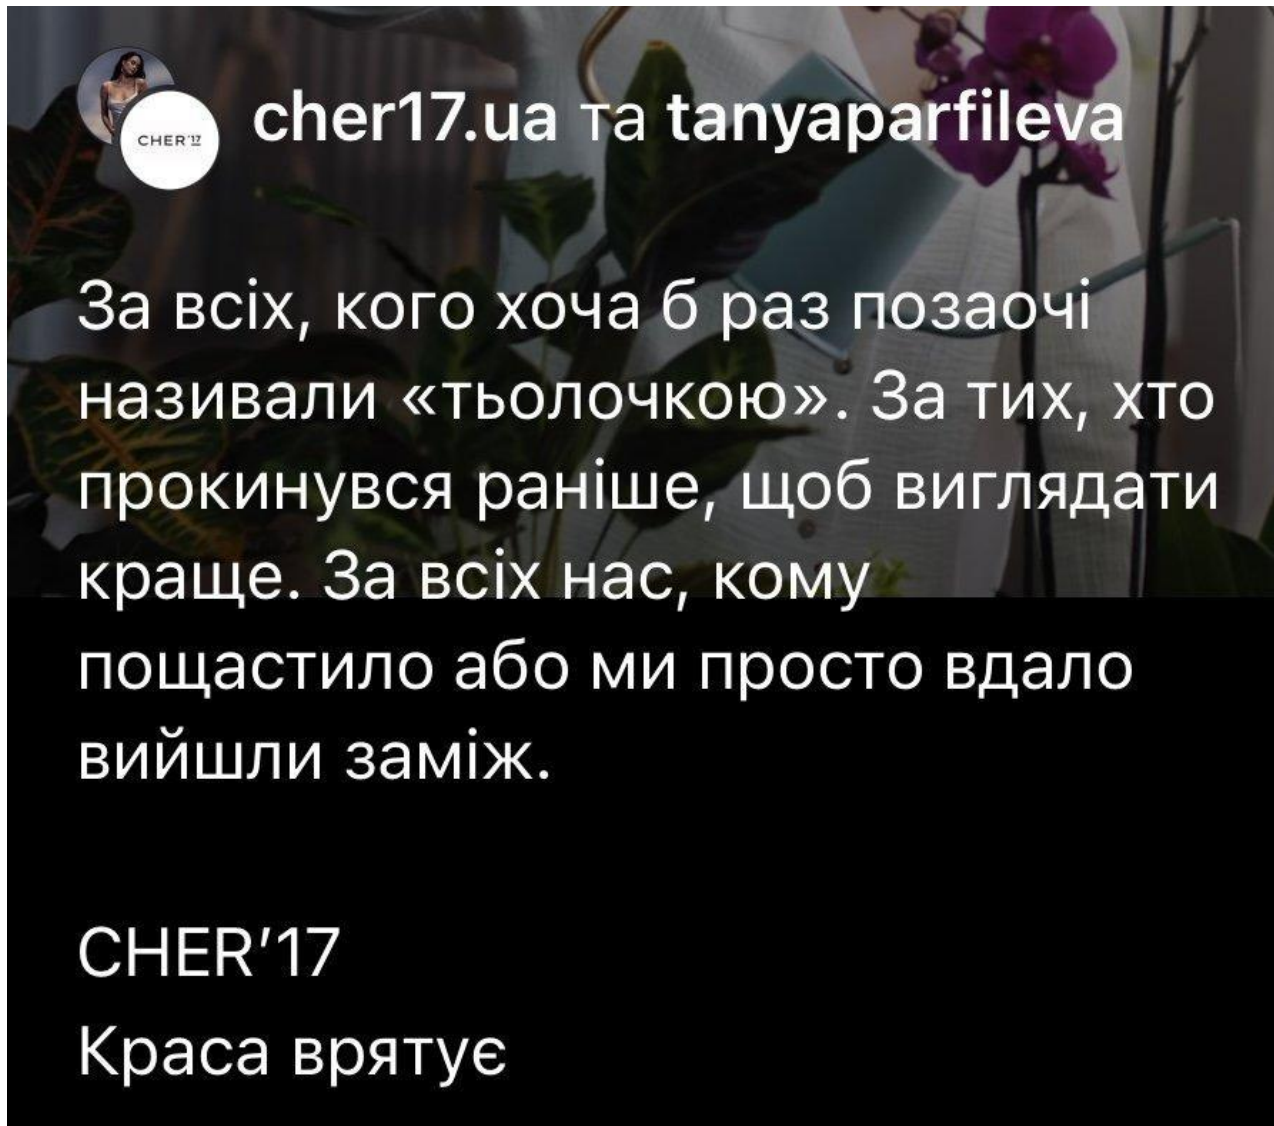 CHER'17
cher17.ua та tanyaparfileva
За всіх, кого хоча б раз позаочі
називали «тьолочкою». За тих, хто
прокинувся раніше, щоб виглядати
краще. За всіх нас, кому
пощастило або ми просто вдало
вийшли заміж.
CHER’17
Краса врятує